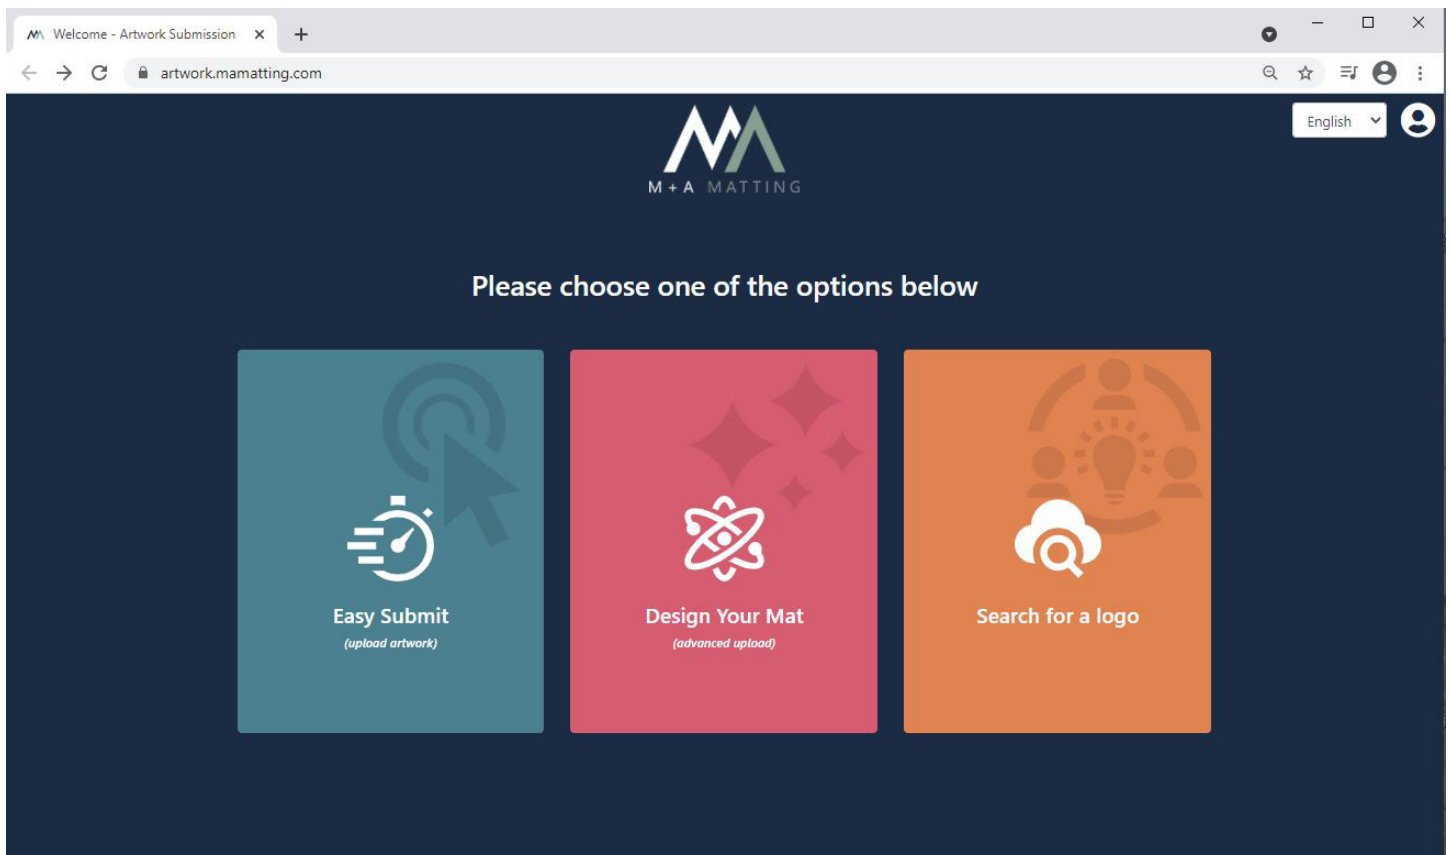 Welcome - Artwork Submission
artwork.mamatting.com
English
M + A MATTING
Please choose one of the options below
Easy Submit
(upload artwork)
Design Your Mat
(advanced upload)
Search for a logo